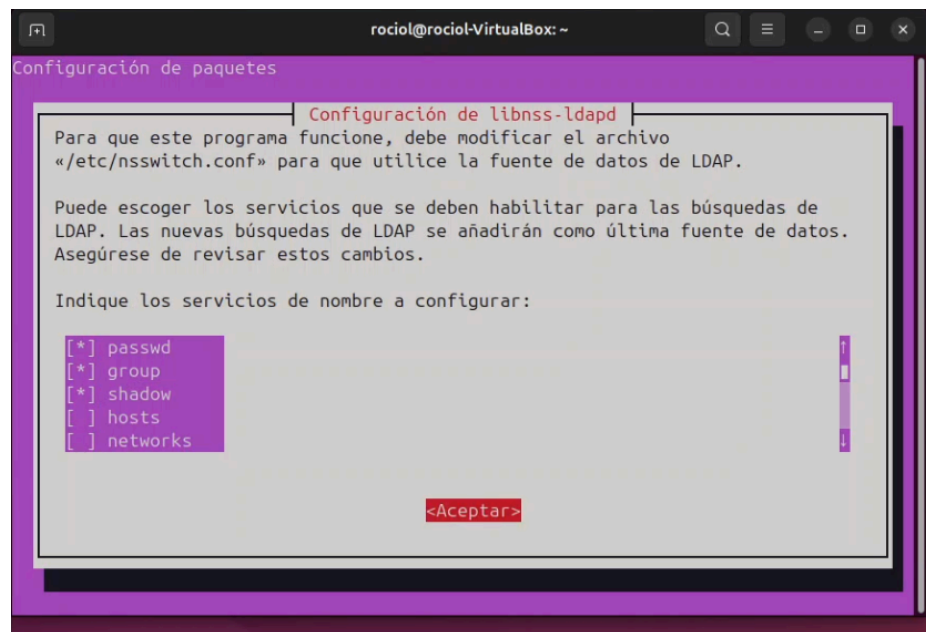 rociol@rociol-VirtualBox: ~
Configuración de paquetes
Configuración de libnss-ldapd
Para que este programa funcione, debe modificar el archivo
«/etc/nsswitch.conf» para que utilice la fuente de datos de LDAP.
Puede escoger los servicios que se deben habilitar para las búsquedas de
LDAP. Las nuevas búsquedas de LDAP se añadirán como última fuente de datos.
Asegúrese de revisar estos cambios.
Indique los servicios de nombre a configurar:
[*] passwd
[*] group
[*] shadow
[ ] hosts
[ ] networks
<Aceptar>